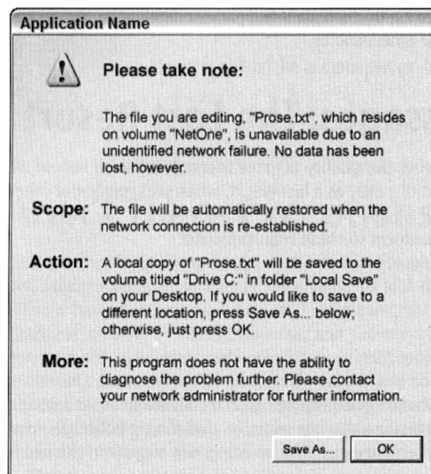 Application Name
Please take note:
The file you are editing, "Prose.txt", which resides
on volume "NetOne", is unavailable due to an
unidentified network failure. No data has been
lost, however.
Scope: The file will be automatically restored when the
network connection is re-established.
Action: A local copy of "Prose.txt" will be saved to the
volume titled "Drive C:" in folder "Local Save"
on your Desktop. If you would like to save to a
different location, press Save As... below;
otherwise, just press OK.
More: This program does not have the ability to
diagnose the problem further. Please contact
your network administrator for further information.
Save As... OK